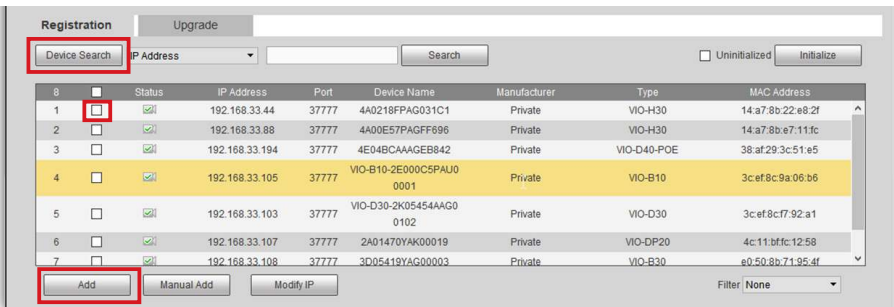 Registration Upgrade
Device Search IP Address Search Uninitialized Initialize
8 Status IP Address Port Device Name Manufacturer Type MAC Address
1 192.168.33.44 37777 4A0218FPAG031C1 Private VIO-H30 14:a7:8b:22:e8:2f
2 192.168.33.88 37777 4A00E57PAGFF696 Private VIO-H30 14:a7:8b:e7:11:fc
3 192.168.33.194 37777 4E04BCAAAGEB842 Private VIO-D40-POE 38:af:29:3c:51:e5
VIO-B10-2E000C5PAU0
4 192.168.33.105 37777 0001 Private VIO-B10 3c:ef:8c:9a:06:b6
VIO-D30-2K05454AAG0
5 192.168.33.103 37777 0102 Private VIO-D30 3c:ef:8c:f7:92:a1
6 192.168.33.107 37777 2A01470YAK00019 Private VIO-DP20 4c:11:bf:fc:12:58
7 192.168.33.108 37777 3D05419YAG00003 Private VIO-B30 e0:50:8b:71:95:4f
Add Manual Add Modify IP Filter None